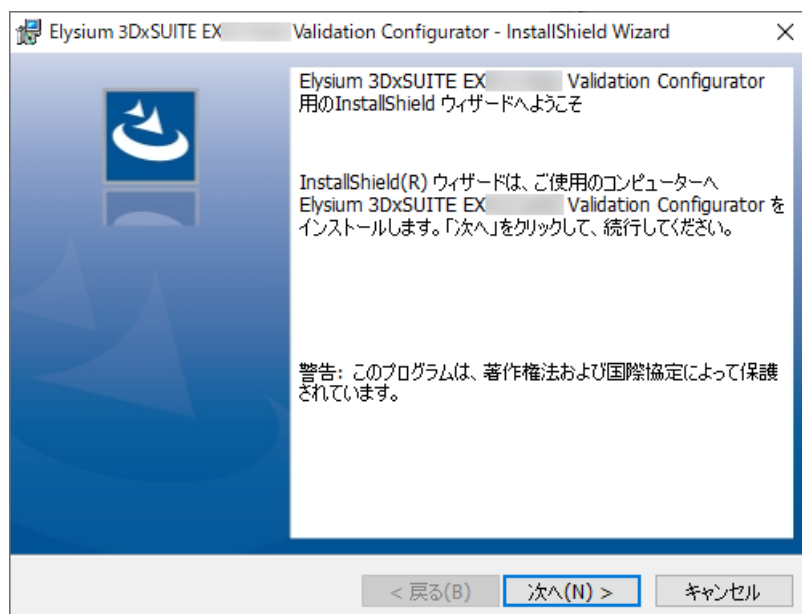 Elysium 3DxSUITE EX Validation Configurator - InstallShield Wizard
Elysium 3DxSUITE EX Validation Configurator
用のInstallShield ウィザードへようこそ
InstallShield(R) ウィザードは、ご使用のコンピューターへ
Elysium 3DxSUITE EX Validation Configurator を
インストールします。「次へ」をクリックして、続行してください。
警告: このプログラムは、著作権法および国際協定によって保護
されています。
< 戻る(B)
次へ(N) >
キャンセル